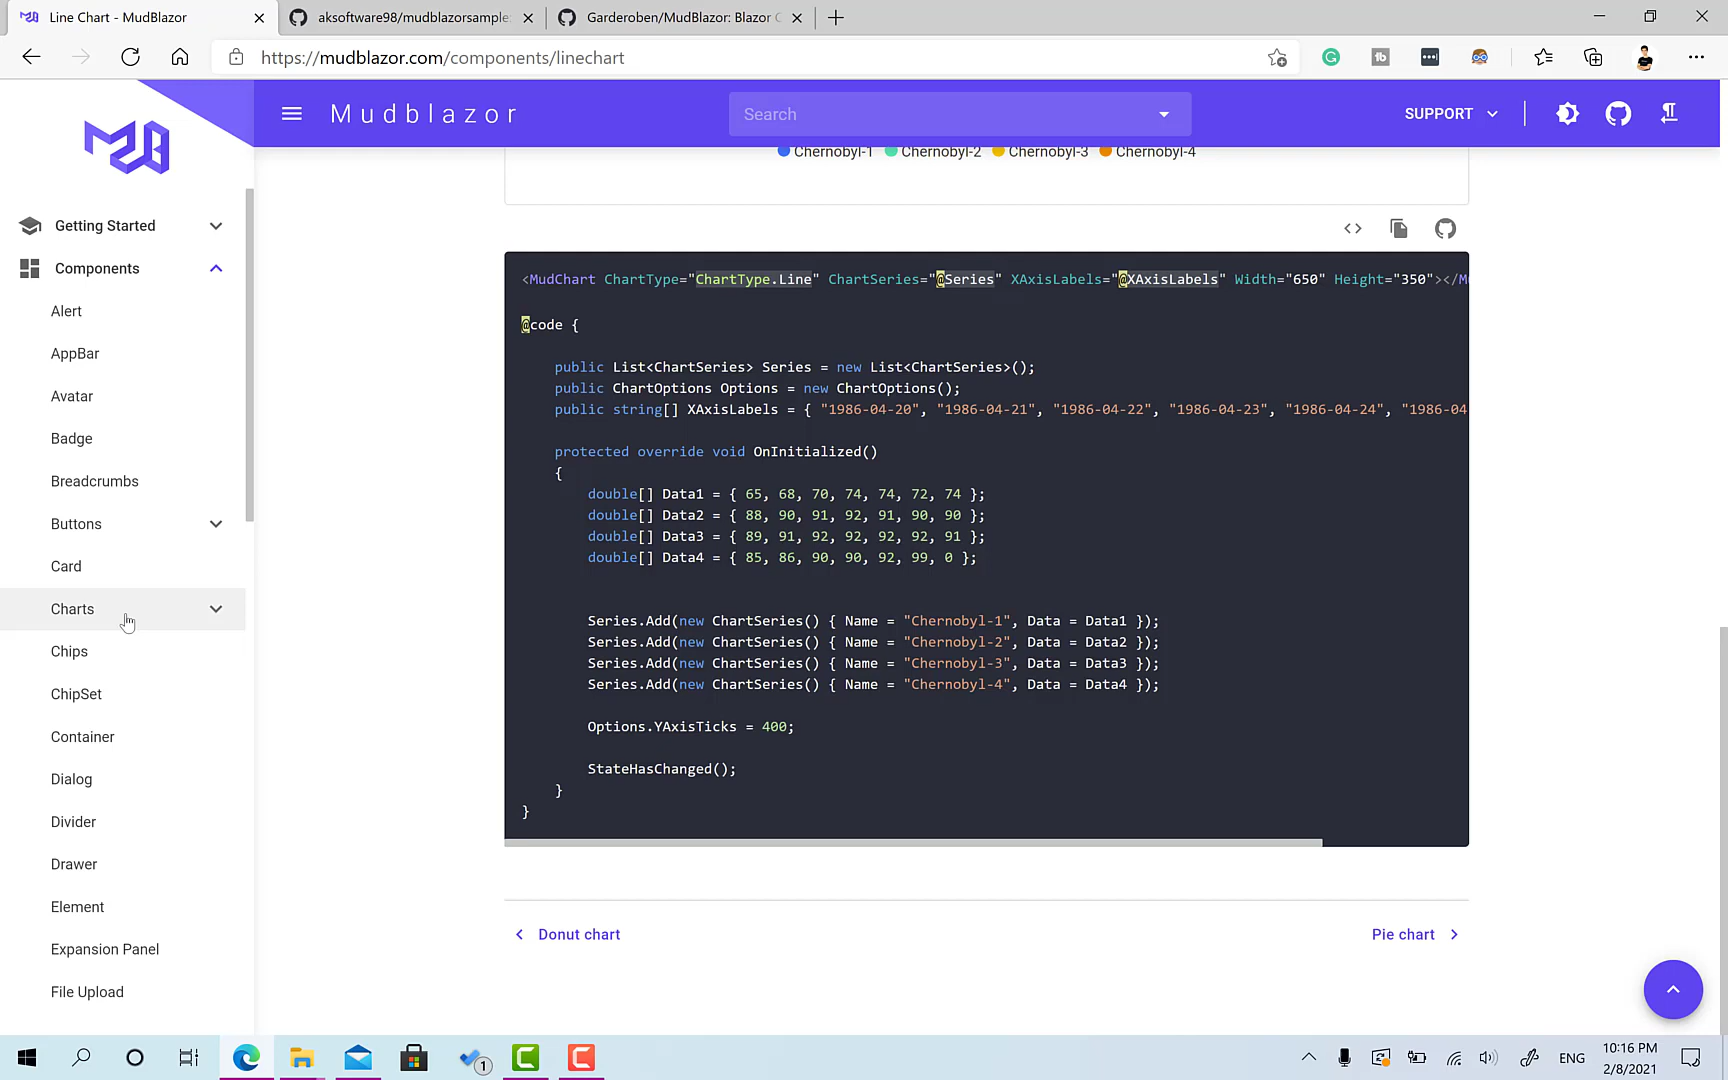 Line Chart - MudBlazor
aksoftware98/mudblazorsample
Garderoben/MudBlazor: Blazor C
https://mudblazor.com/components/linechart
Mudblazor
Search
SUPPORT
Getting Started
Components
Alert
AppBar
Avatar
Badge
Breadcrumbs
Buttons
Card
Charts
Chips
ChipSet
Container
Dialog
Divider
Drawer
Element
Expansion Panel
File Upload
Chernobyl-1 Chernobyl-2 Chernobyl-3 Chernobyl-4
<MudChart ChartType="ChartType.Line" ChartSeries="@Series" XAxisLabels="@XAxisLabels" Width="650" Height="350"></M
@code {
public List<ChartSeries> Series = new List<ChartSeries>();
public ChartOptions Options = new ChartOptions();
public string[] XAxisLabels = { "1986-04-20", "1986-04-21", "1986-04-22", "1986-04-23", "1986-04-24", "1986-04
protected override void OnInitialized()
{
double[] Data1 = { 65, 68, 70, 74, 74, 72, 74 };
double[] Data2 = { 88, 90, 91, 92, 91, 90, 90 };
double[] Data3 = { 89, 91, 92, 92, 92, 92, 91 };
double[] Data4 = { 85, 86, 90, 90, 92, 99, 0 };
Series.Add(new ChartSeries() { Name = "Chernobyl-1", Data = Data1 });
Series.Add(new ChartSeries() { Name = "Chernobyl-2", Data = Data2 });
Series.Add(new ChartSeries() { Name = "Chernobyl-3", Data = Data3 });
Series.Add(new ChartSeries() { Name = "Chernobyl-4", Data = Data4 });
Options.YAxisTicks = 400;
StateHasChanged();
}
}
Donut chart
Pie chart
1
ENG
10:16 PM
2/8/2021